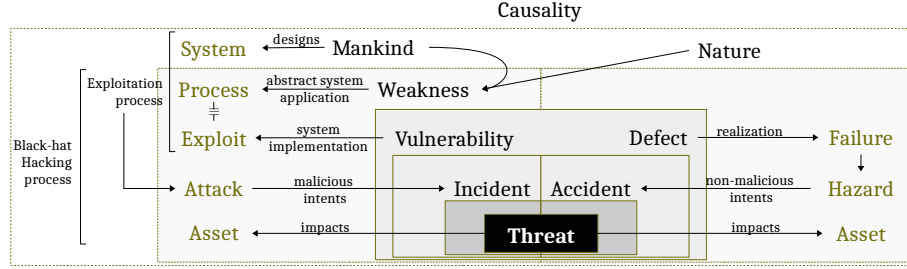 Causality
System
designs
Mankind
Nature
Exploitation
process
Process
abstract system
application
Weakness
Black-hat
Hacking
process
Exploit
system
implementation
Vulnerability
Defect
realization
Failure
Attack
malicious
intents
Incident
Accident
non-malicious
intents
Hazard
Asset
impacts
Threat
impacts
Asset